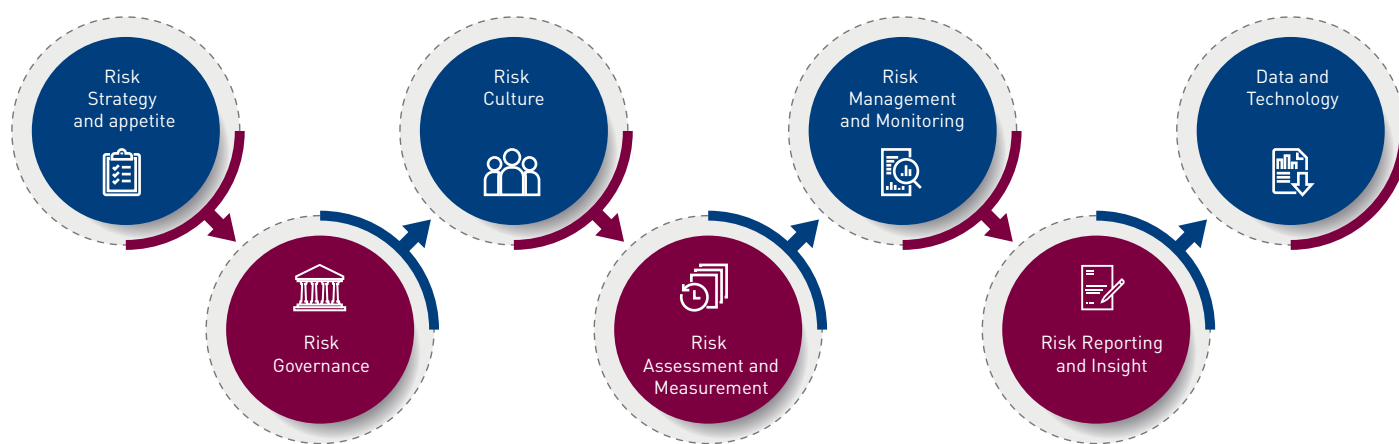 Risk
Strategy
and appetite
Risk
Governance
Risk
Culture
Risk
Assessment and
Measurement
Risk
Management
and Monitoring
Risk Reporting
and Insight
Data and
Technology